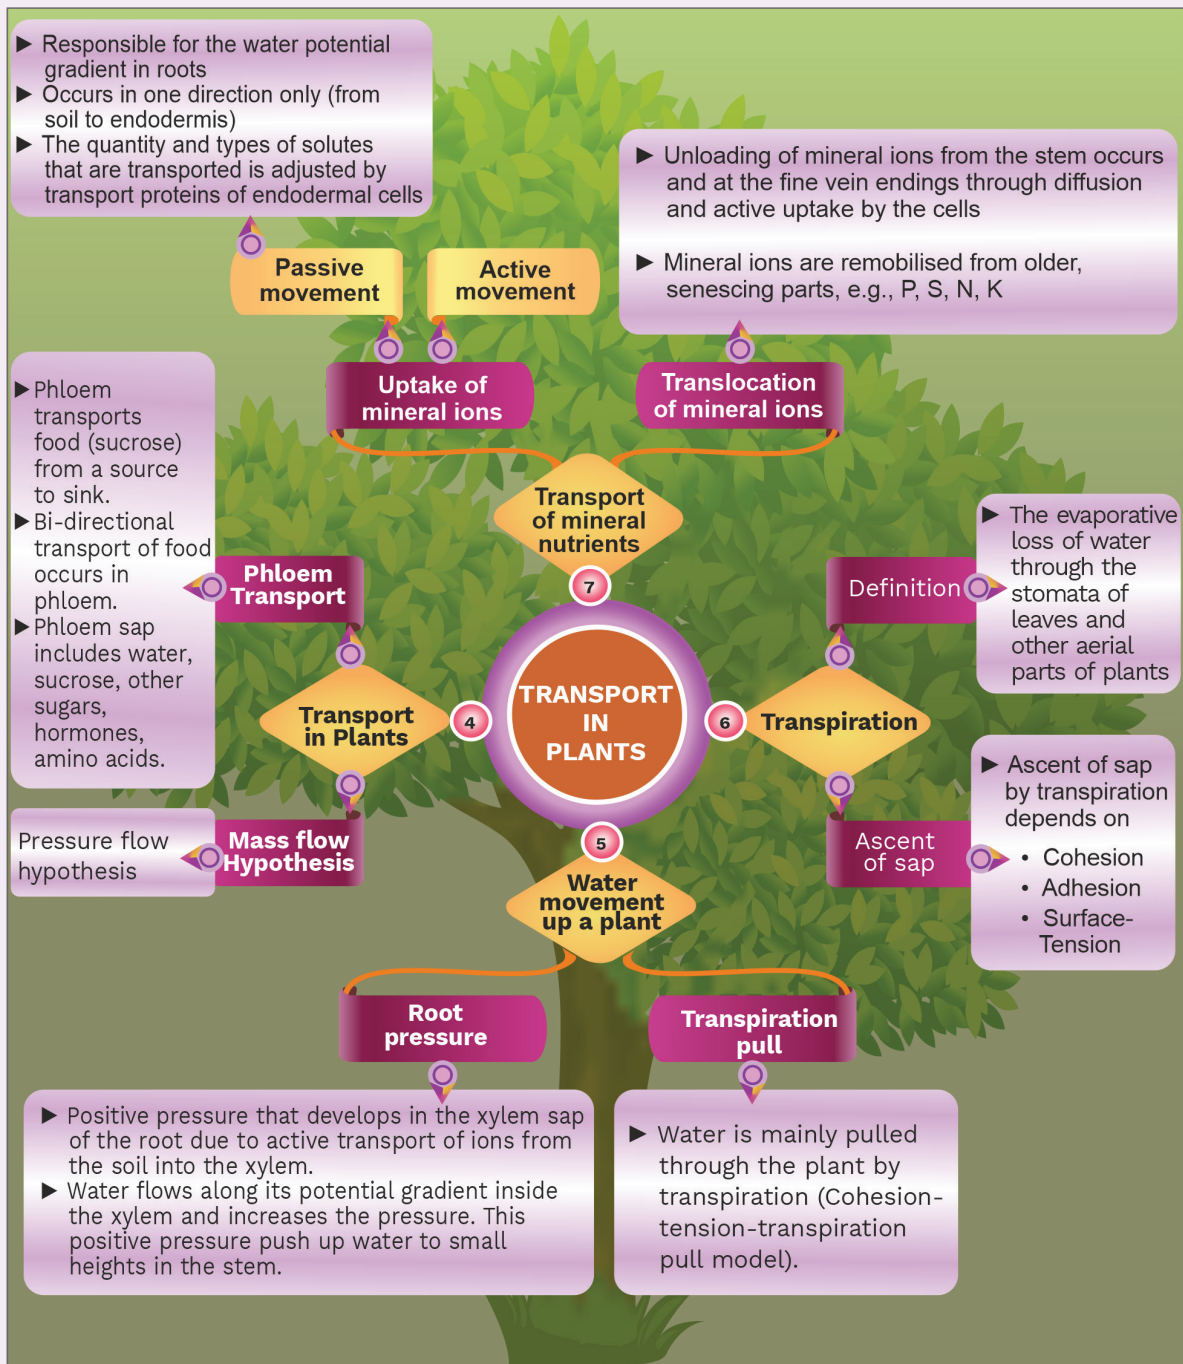 ► Responsible for the water potential
gradient in roots
► Occurs in one direction only (from
soil to endodermis)
► The quantity and types of solutes
that are transported is adjusted by
transport proteins of endodermal cells
► Unloading of mineral ions from the stem occurs
and at the fine vein endings through diffusion
and active uptake by the cells
► Mineral ions are remobilised from older,
senescing parts, e.g., P, S, N, K
Passive
movement
Active
movement
Uptake of
mineral ions
Translocation
of mineral ions
Transport
of mineral
nutrients
7
► Phloem
transports
food (sucrose)
from a source
to sink.
► Bi-directional
transport of food
occurs in
phloem.
► Phloem sap
includes water,
sucrose, other
sugars,
hormones,
amino acids.
Phloem
Transport
Transport
in Plants
4
TRANSPORT
IN
PLANTS
6
Transpiration
Definition
► The evaporative
loss of water
through the
stomata of
leaves and
other aerial
parts of plants
Pressure flow
hypothesis
Mass flow
Hypothesis
Ascent
of sap
► Ascent of sap
by transpiration
depends on
• Cohesion
• Adhesion
• Surface-
Tension
5
Water
movement
up a plant
Root
pressure
Transpiration
pull
► Positive pressure that develops in the xylem sap
of the root due to active transport of ions from
the soil into the xylem.
► Water flows along its potential gradient inside
the xylem and increases the pressure. This
positive pressure push up water to small
heights in the stem.
► Water is mainly pulled
through the plant by
transpiration (Cohesion-
tension-transpiration
pull model).